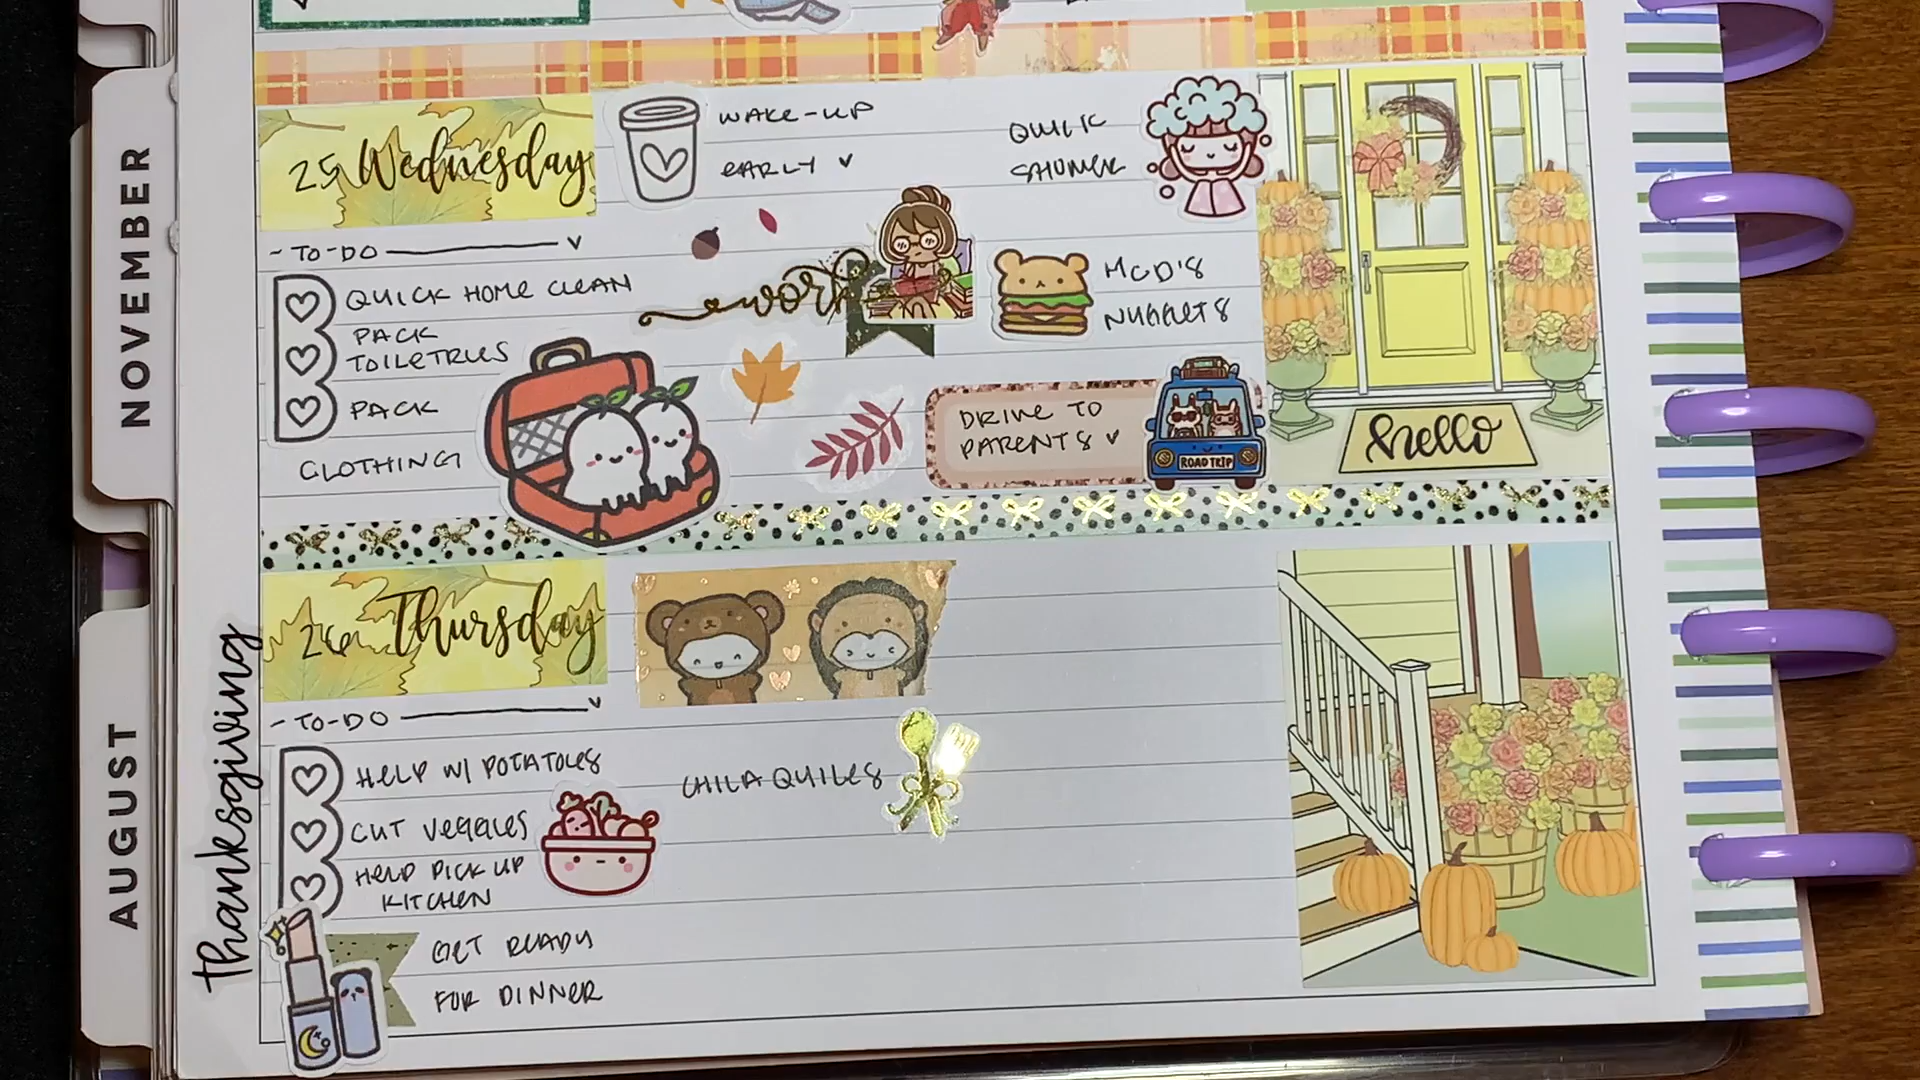 NOVEMBER
AUGUST
25 Wednesday
WAKE-UP
EARLY
QUICK
SHOWER
-TO-DO
QUICK HOME CLEAN
PACK
TOILETRIES
PACK
CLOTHING
work
MCD'S
NUGGETS
DRIVE TO
PARENTS
ROAD TRIP
hello
Thanksgiving
26 Thursday
-TO-DO
HELP W/ POTATOES
CUT VEGGIES
HELP PICK UP
KITCHEN
GET READY
FOR DINNER
CHILAQUILES